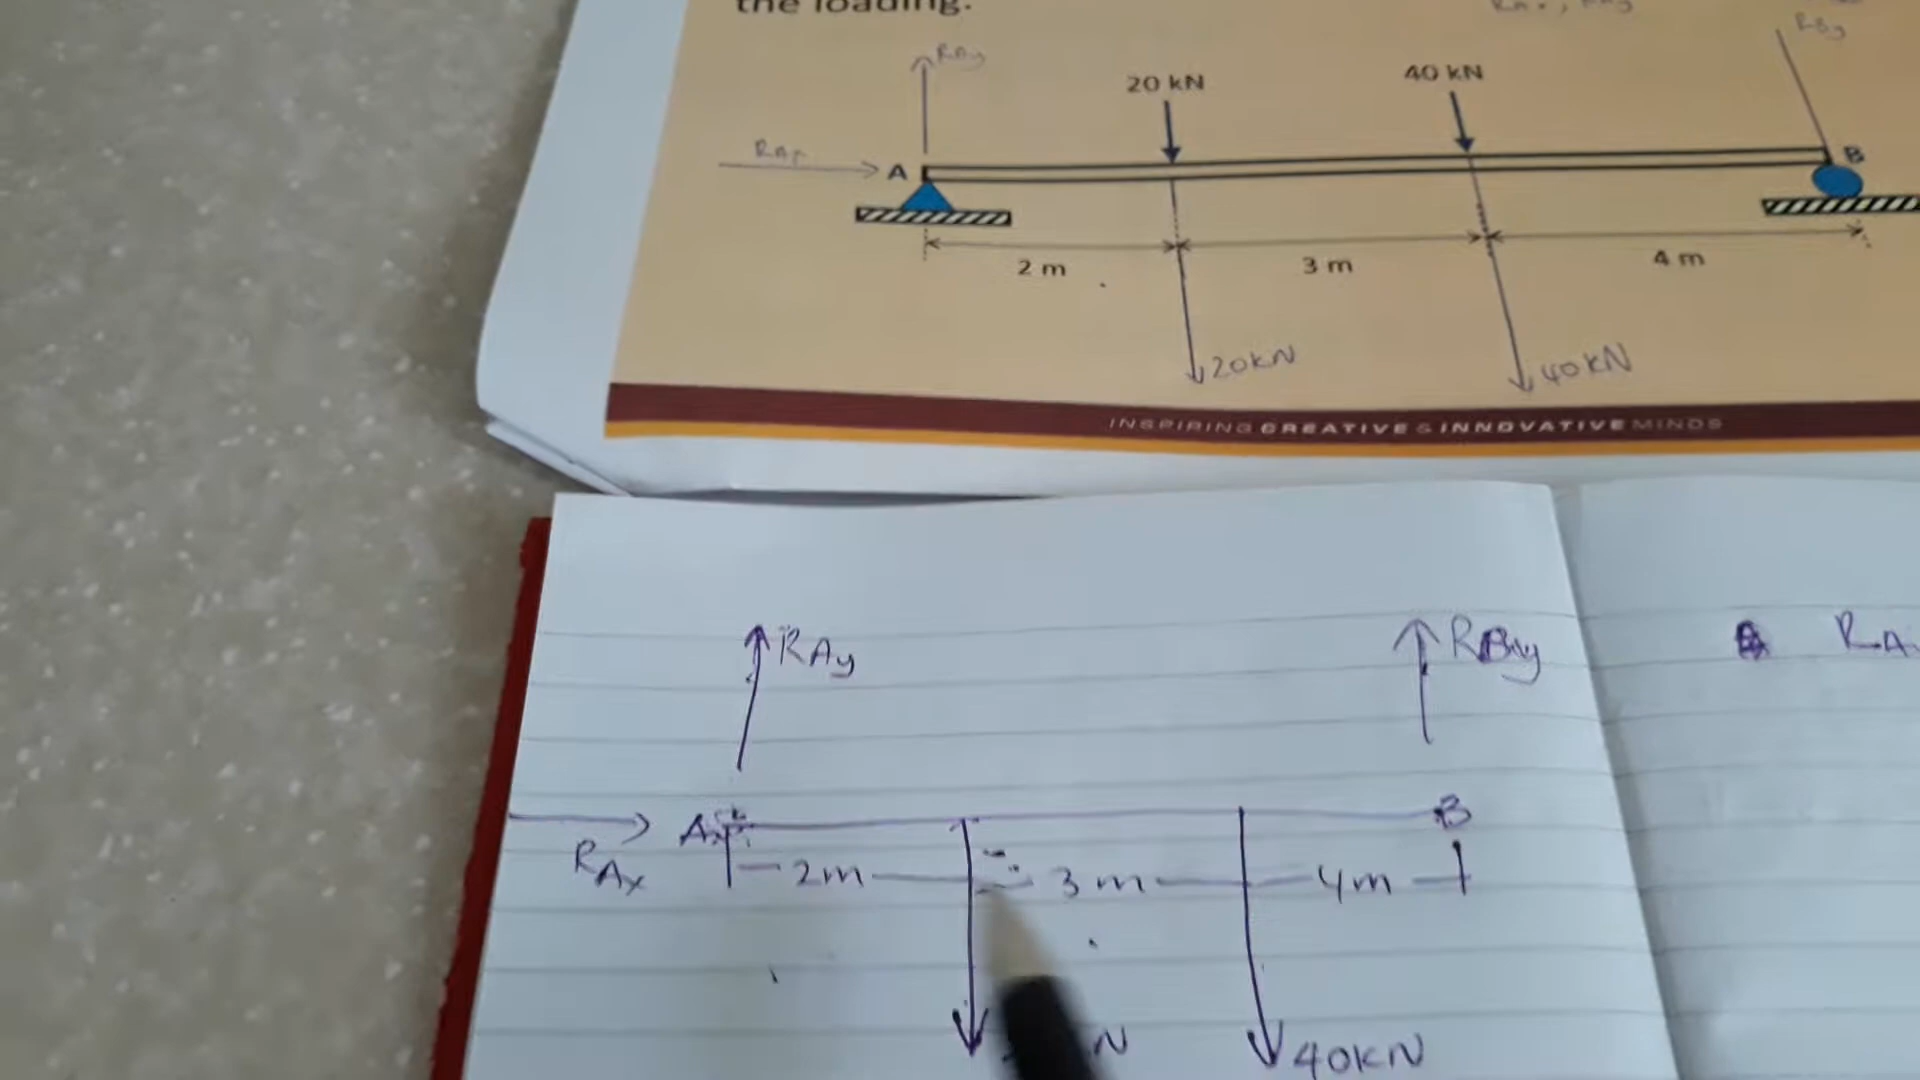 the loading.
RAy
RBy
20 kN
40 kN
RAx
A
B
2 m
3 m
4 m
20kN
40kN
INSPIRING CREATIVE & INNOVATIVE MINDS
RAy
RBy
RA
A
B
RAx
2m
3m
4m
N
40kN